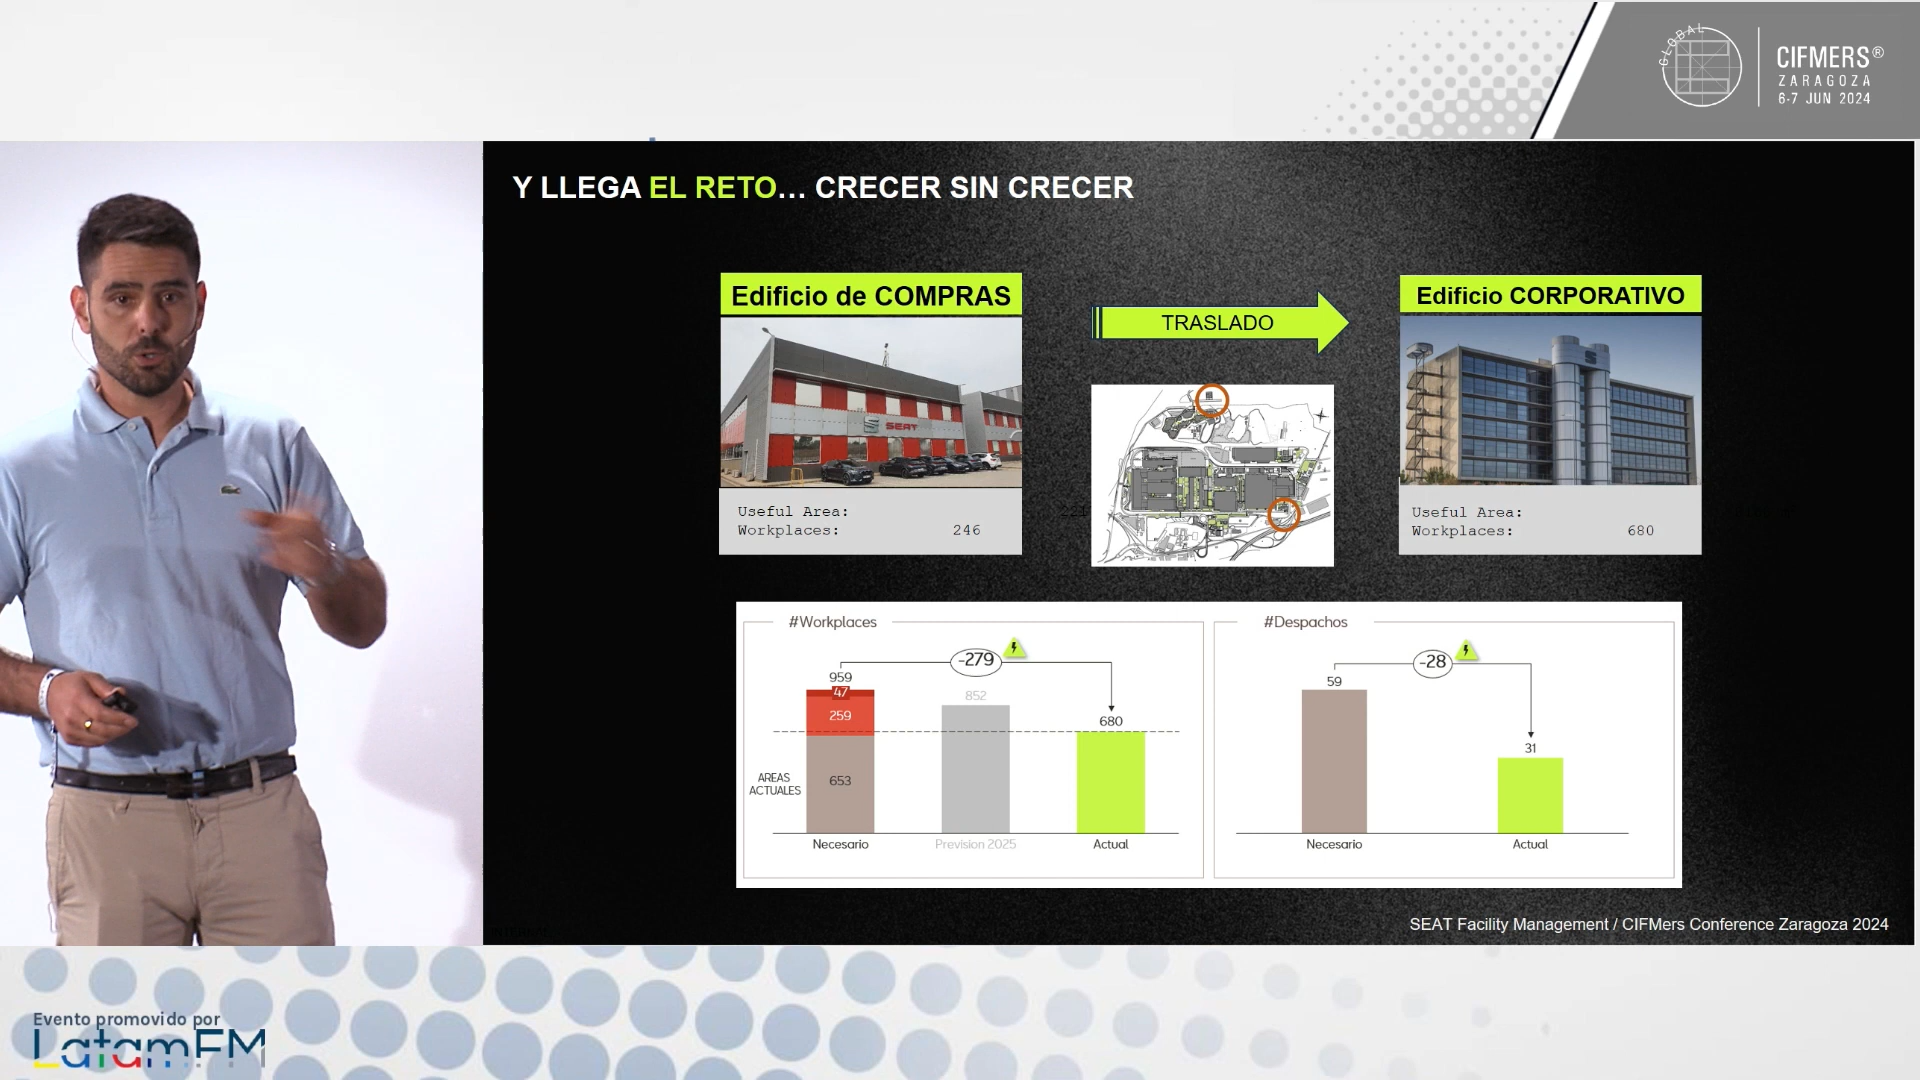 GLOBAL
CIFMERS®
ZARAGOZA
6-7 JUN 2024
Y LLEGA EL RETO... CRECER SIN CRECER
Edificio de COMPRAS
TRASLADO
Edificio CORPORATIVO
SEAT
S
Useful Area: 221
Workplaces: 246
Useful Area:
Workplaces: 680
#Workplaces
-279
959
47
259
653
852
680
AREAS
ACTUALES
Necesario
Prevision 2025
Actual
#Despachos
-28
59
31
Necesario
Actual
SEAT Facility Management / CIFMers Conference Zaragoza 2024
INTERNAL
Evento promovido por
LatamFM